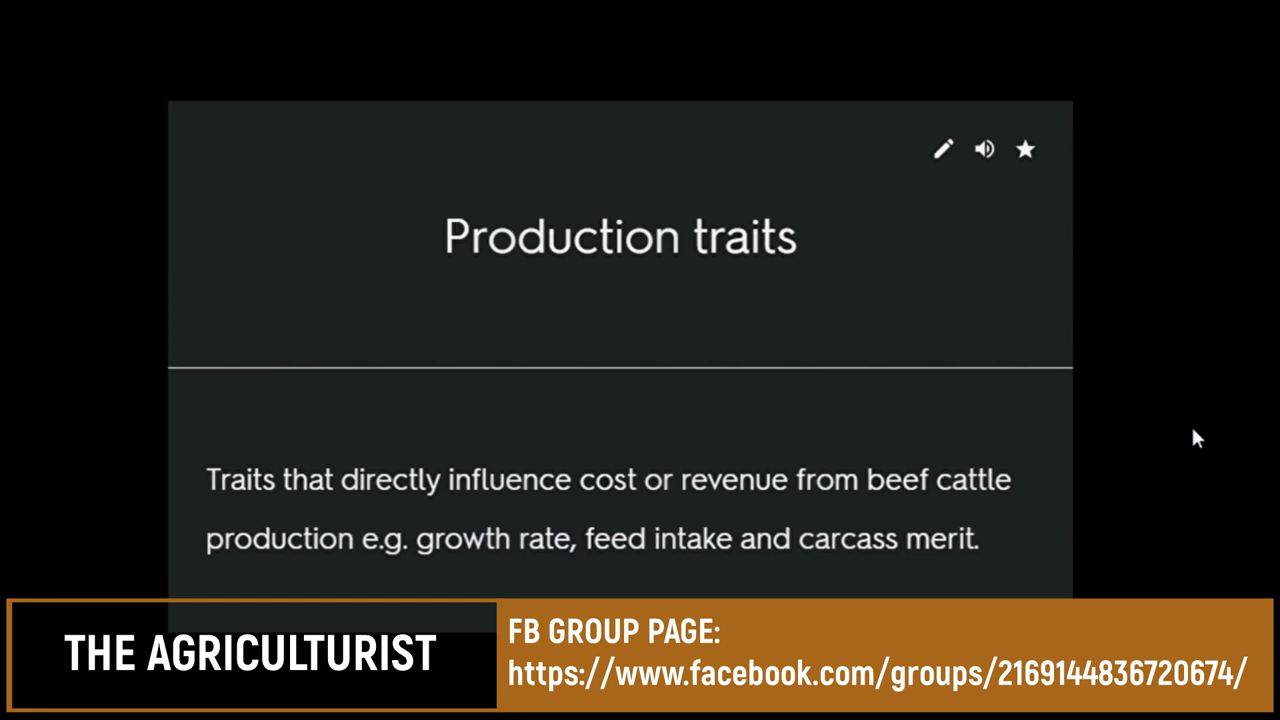 Production traits
Traits that directly influence cost or revenue from beef cattle
production e.g. growth rate, feed intake and carcass merit.
THE AGRICULTURIST
FB GROUP PAGE:
https://www.facebook.com/groups/2169144836720674/